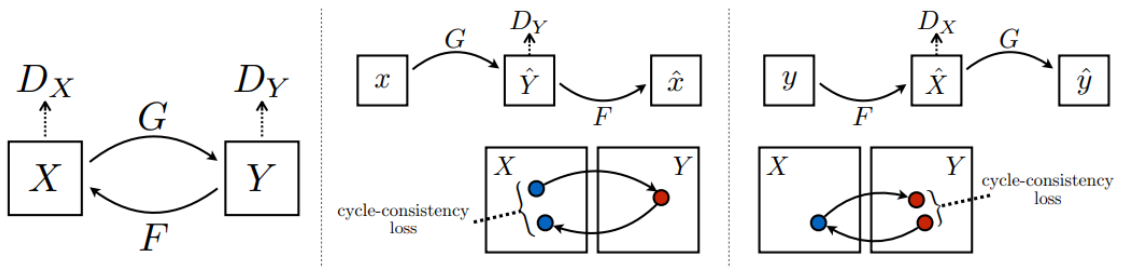 D_X
D_Y
G
X
Y
F
D_Y
G
x
Ŷ
x̂
F
X
Y
cycle-consistency
loss
D_X
G
y
X̂
ŷ
F
X
Y
cycle-consistency
loss